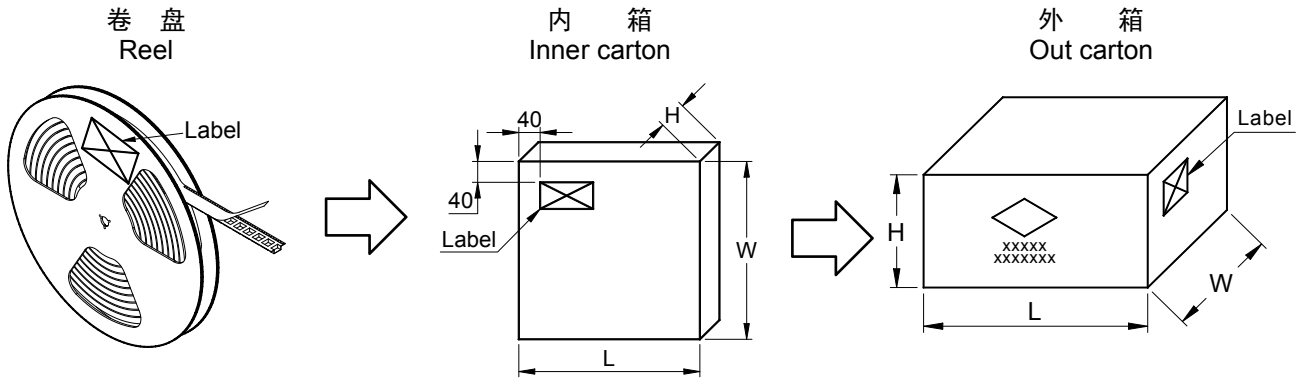 卷 盘
Reel
Label
内 箱
Inner carton
40
H
40
Label
W
L
外 箱
Out carton
Label
H
xxxxx
xxxxxxx
W
L